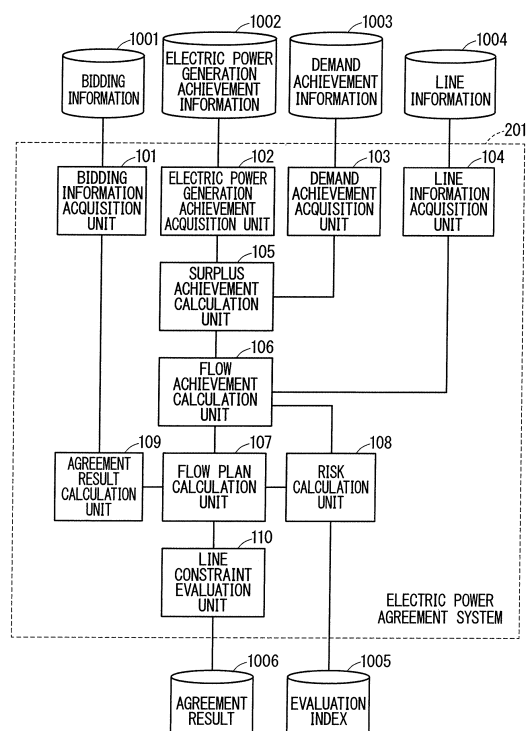 1001
1002
1003
1004
BIDDING
INFORMATION
ELECTRIC POWER
GENERATION
ACHIEVEMENT
INFORMATION
DEMAND
ACHIEVEMENT
INFORMATION
LINE
INFORMATION
201
101
102
103
104
BIDDING
INFORMATION
ACQUISITION
UNIT
ELECTRIC POWER
GENERATION
ACHIEVEMENT
ACQUISITION UNIT
DEMAND
ACHIEVEMENT
ACQUISITION
UNIT
LINE
INFORMATION
ACQUISITION
UNIT
105
SURPLUS
ACHIEVEMENT
CALCULATION
UNIT
106
FLOW
ACHIEVEMENT
CALCULATION
UNIT
109
107
108
AGREEMENT
RESULT
CALCULATION
UNIT
FLOW PLAN
CALCULATION
UNIT
RISK
CALCULATION
UNIT
110
LINE
CONSTRAINT
EVALUATION
UNIT
ELECTRIC POWER
AGREEMENT SYSTEM
1006
1005
AGREEMENT
RESULT
EVALUATION
INDEX